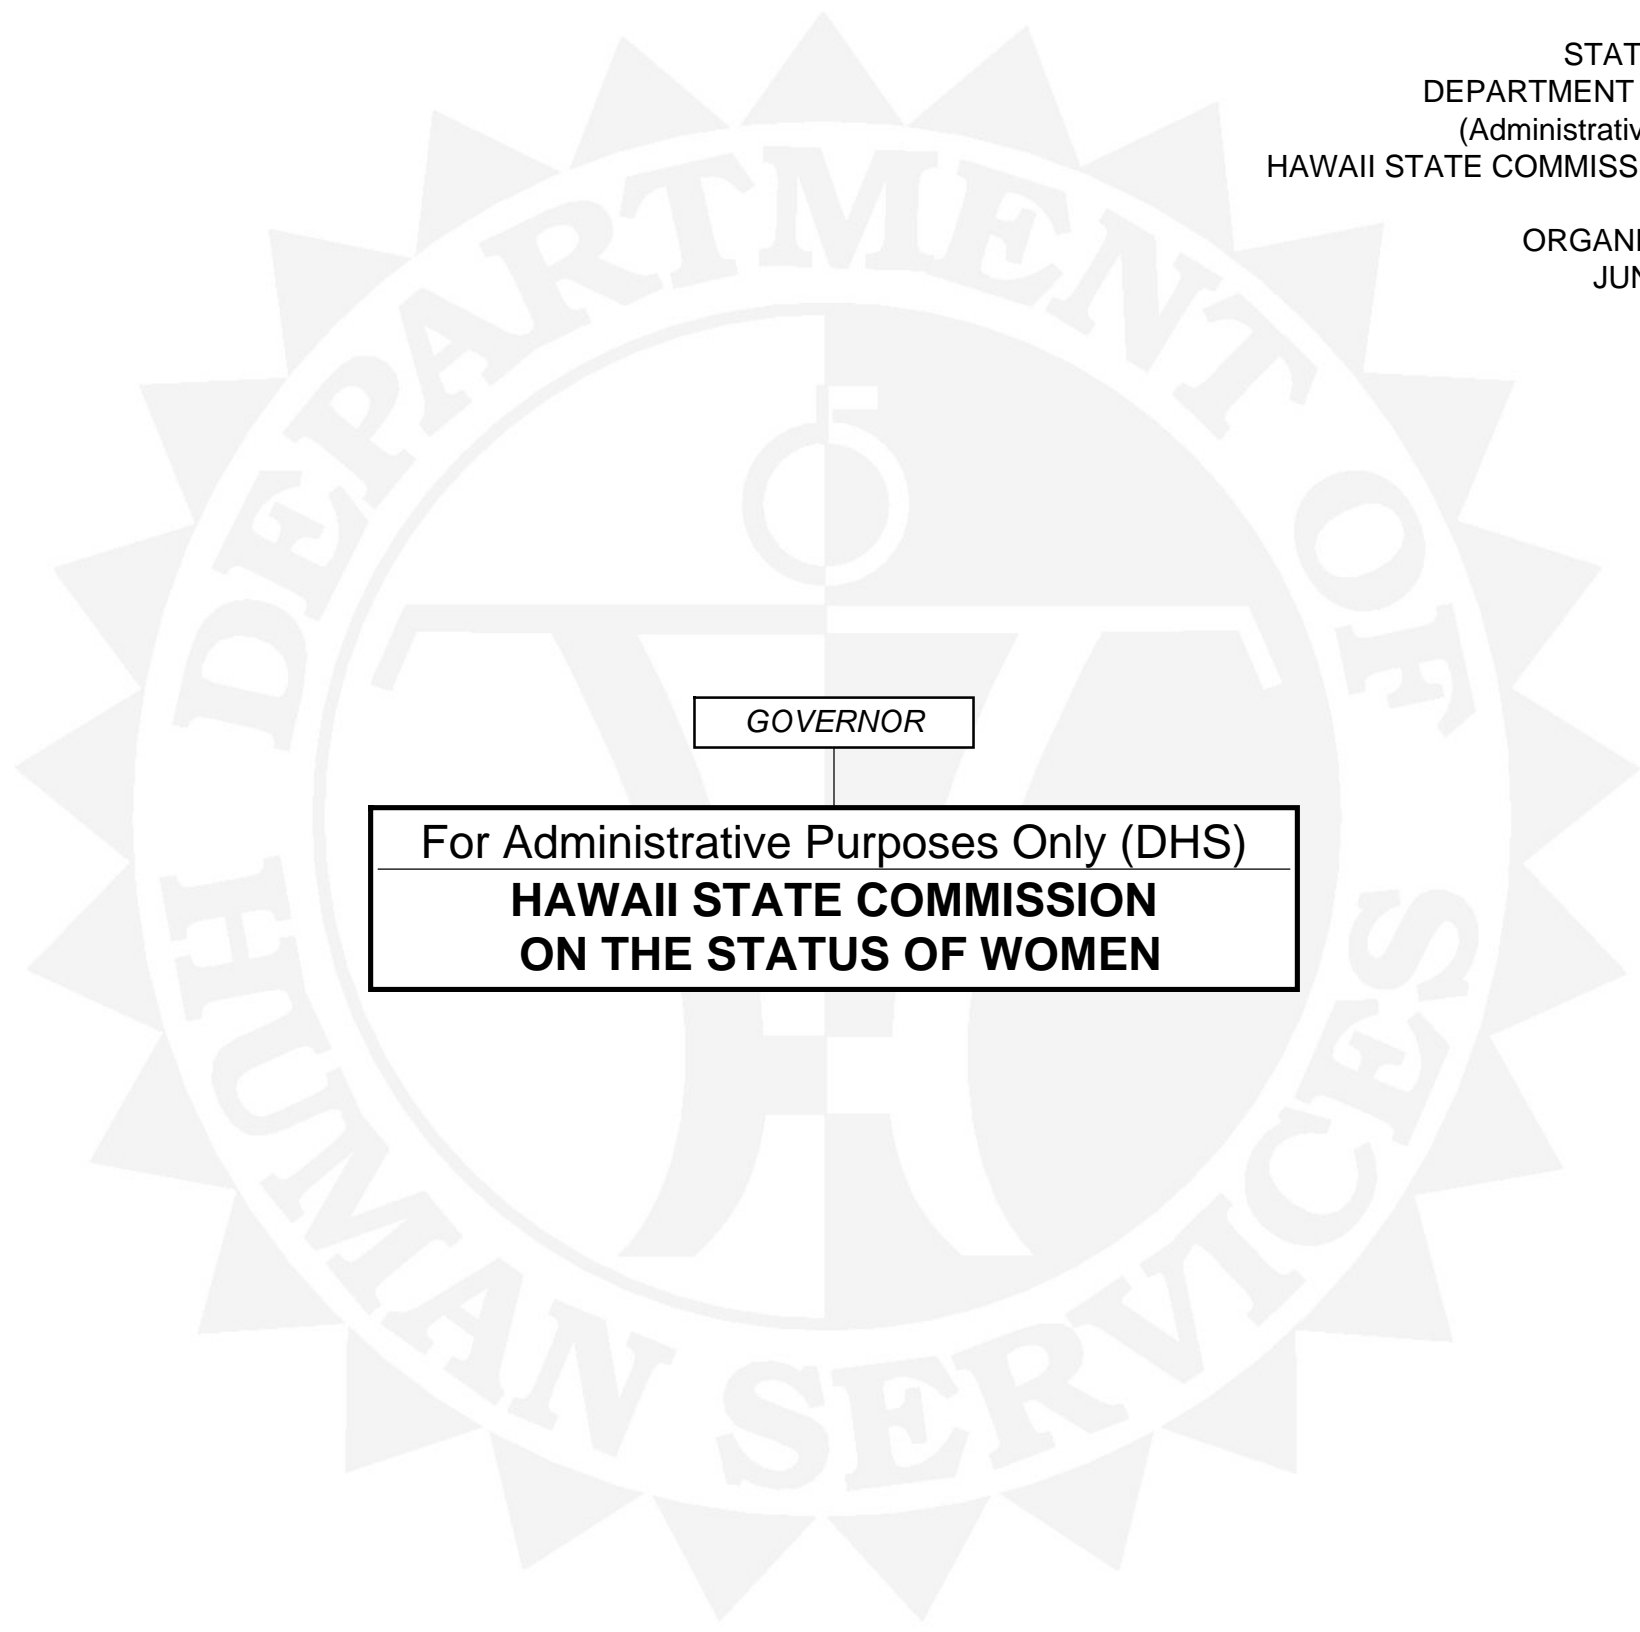 STAT
DEPARTMENT
(Administrativ
HAWAII STATE COMMISS
ORGANI
JUN
DEPARTMENT OF
HUMAN SERVICES
GOVERNOR
For Administrative Purposes Only (DHS)
HAWAII STATE COMMISSION
ON THE STATUS OF WOMEN